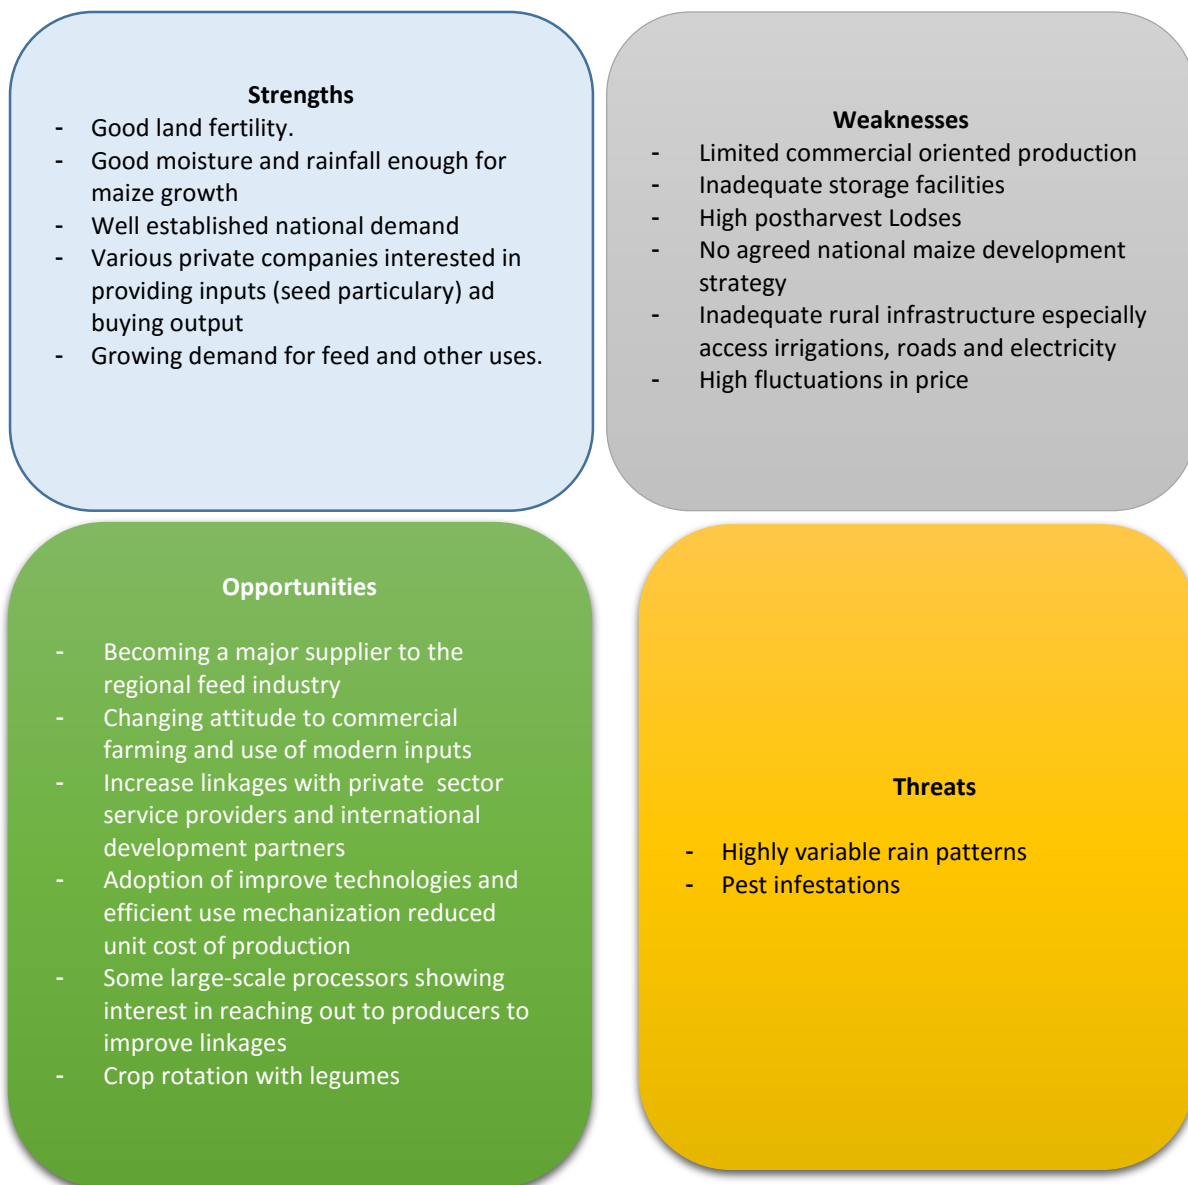 Strengths
- Good land fertility.
- Good moisture and rainfall enough for
maize growth
- Well established national demand
- Various private companies interested in
providing inputs (seed particulary) ad
buying output
- Growing demand for feed and other uses.
Weaknesses
- Limited commercial oriented production
- Inadequate storage facilities
- High postharvest Lodses
- No agreed national maize development
strategy
- Inadequate rural infrastructure especially
access irrigations, roads and electricity
- High fluctuations in price
Opportunities
- Becoming a major supplier to the
regional feed industry
- Changing attitude to commercial
farming and use of modern inputs
- Increase linkages with private sector
service providers and international
development partners
- Adoption of improve technologies and
efficient use mechanization reduced
unit cost of production
- Some large-scale processors showing
interest in reaching out to producers to
improve linkages
- Crop rotation with legumes
Threats
- Highly variable rain patterns
- Pest infestations